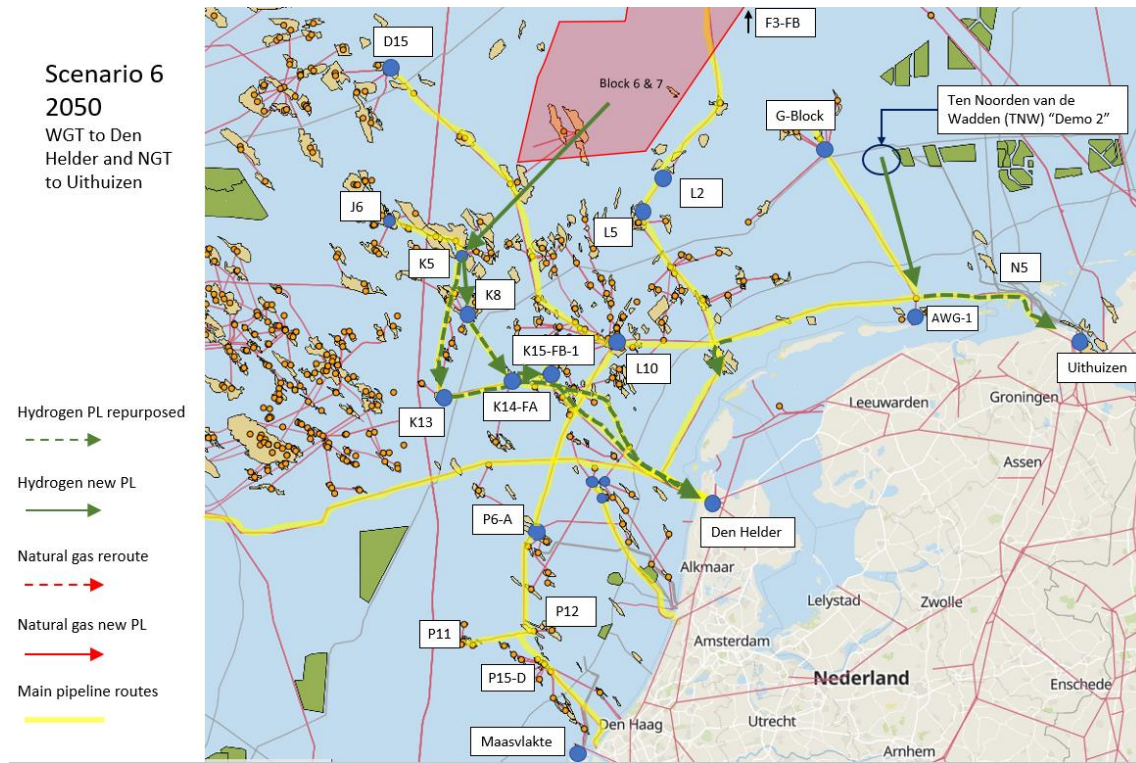 Scenario 6
2050
WGT to Den
Helder and NGT
to Uithuizen
Hydrogen PL repurposed
Hydrogen new PL
Natural gas reroute
Natural gas new PL
Main pipeline routes
D15
F3-FB
Block 6 & 7
G-Block
Ten Noorden van de
Wadden (TNW) “Demo 2”
L2
J6
L5
K5
N5
K8
AWG-1
K15-FB-1
L10
Uithuizen
K13
K14-FA
Leeuwarden
Groningen
Assen
P6-A
Den Helder
Alkmaar
Lelystad
Zwolle
P12
P11
Amsterdam
P15-D
Nederland
Enschede
Den Haag
Utrecht
Maasvlakte
Arnhem